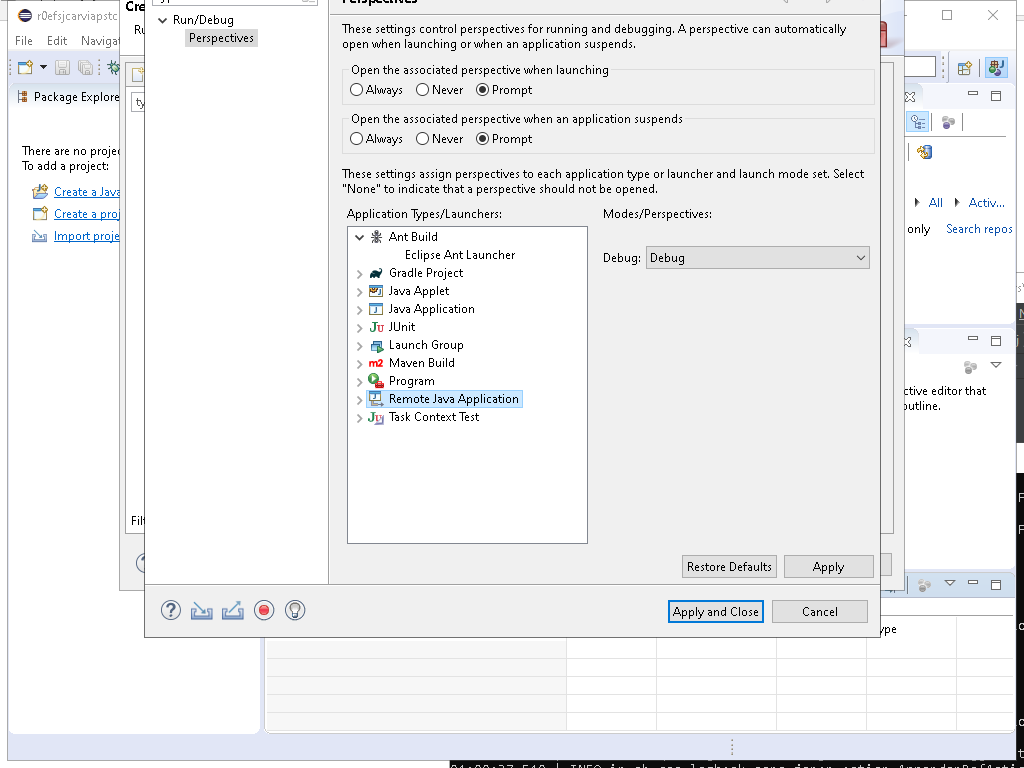 r0efsjcarviapstc
File Edit Navigat
Package Explore
There are no projec
To add a project:
Create a Java
Create a proj
Import proje
Cre
Ru
ty
Filt
Run/Debug
Perspectives
Perspectives
These settings control perspectives for running and debugging. A perspective can automatically
open when launching or when an application suspends.
Open the associated perspective when launching
Always Never Prompt
Open the associated perspective when an application suspends
Always Never Prompt
These settings assign perspectives to each application type or launcher and launch mode set. Select
"None" to indicate that a perspective should not be opened.
Application Types/Launchers:
Modes/Perspectives:
Ant Build
Eclipse Ant Launcher
Gradle Project
Java Applet
Java Application
JUnit
Launch Group
Maven Build
Program
Remote Java Application
Task Context Test
Debug: Debug
Restore Defaults Apply
Apply and Close Cancel
All Activ...
only Search repos
ctive editor that
outline.
ype